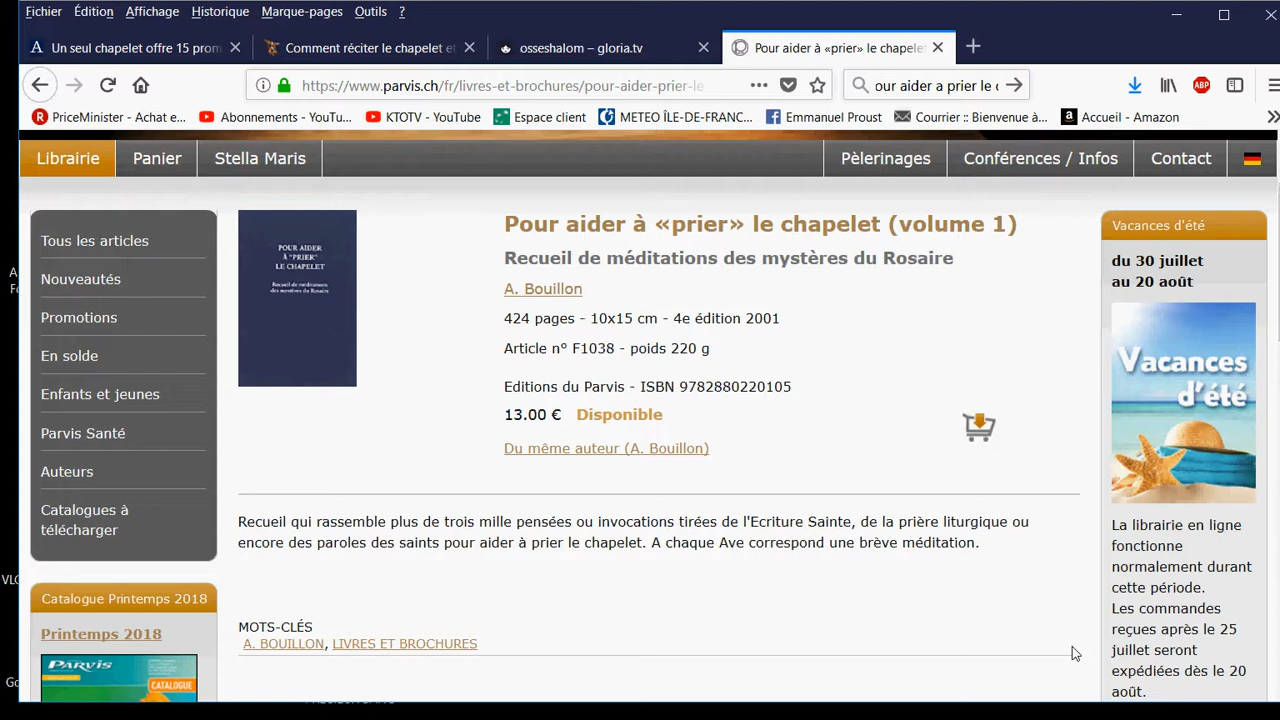 Fichier Édition Affichage Historique Marque-pages Outils ?
Un seul chapelet offre 15 prom
Comment réciter le chapelet et
osseshalom – gloria.tv
Pour aider à «prier» le chapelet
https://www.parvis.ch/fr/livres-et-brochures/pour-aider-prier-le
our aider a prier le c
ABP
PriceMinister - Achat e...
Abonnements - YouTu...
KTOTV - YouTube
Espace client
METEO ÎLE-DE-FRANC...
Emmanuel Proust
Courrier :: Bienvenue à...
Accueil - Amazon
Librairie Panier Stella Maris Pèlerinages Conférences / Infos Contact
Tous les articles
Nouveautés
Promotions
En solde
Enfants et jeunes
Parvis Santé
Auteurs
Catalogues à
télécharger
Catalogue Printemps 2018
Printemps 2018
PARVIS
CATALOGUE
POUR AIDER
À "PRIER"
LE CHAPELET
Recueil de méditations
des mystères du Rosaire
Pour aider à «prier» le chapelet (volume 1)
Recueil de méditations des mystères du Rosaire
A. Bouillon
424 pages - 10x15 cm - 4e édition 2001
Article n° F1038 - poids 220 g
Editions du Parvis - ISBN 9782880220105
13.00 € Disponible
Du même auteur (A. Bouillon)
Recueil qui rassemble plus de trois mille pensées ou invocations tirées de l'Ecriture Sainte, de la prière liturgique ou
encore des paroles des saints pour aider à prier le chapelet. A chaque Ave correspond une brève méditation.
MOTS-CLÉS
A. BOUILLON, LIVRES ET BROCHURES
Vacances d'été
du 30 juillet
au 20 août
Vacances
d'été
La librairie en ligne
fonctionne
normalement durant
cette période.
Les commandes
reçues après le 25
juillet seront
expédiées dès le 20
août.